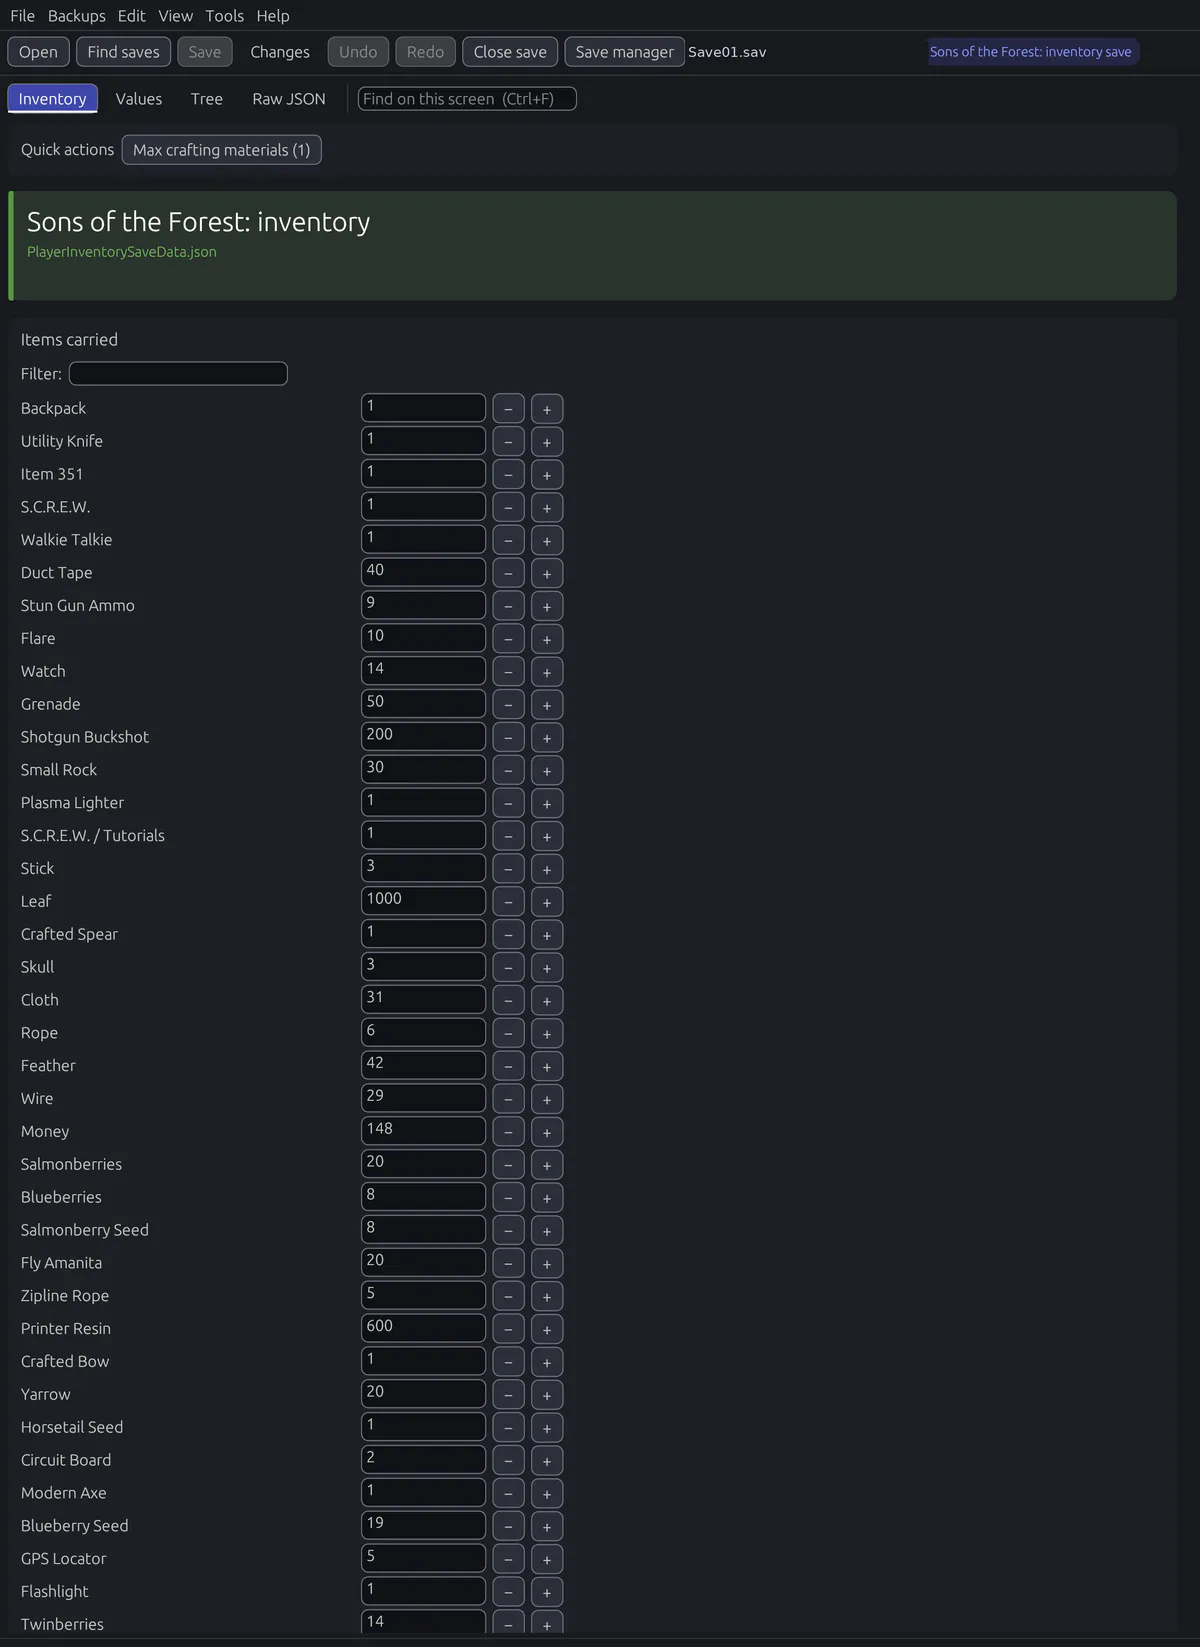 File Backups Edit View Tools Help
Open Find saves Save Changes Undo Redo Close save Save manager Save01.sav Sons of the Forest: inventory save
Inventory Values Tree Raw JSON Find on this screen (Ctrl+F)
Quick actions Max crafting materials (1)
Sons of the Forest: inventory
PlayerInventorySaveData.json
Items carried
Filter:
Backpack 1 – +
Utility Knife 1 – +
Item 351 1 – +
S.C.R.E.W. 1 – +
Walkie Talkie 1 – +
Duct Tape 40 – +
Stun Gun Ammo 9 – +
Flare 10 – +
Watch 14 – +
Grenade 50 – +
Shotgun Buckshot 200 – +
Small Rock 30 – +
Plasma Lighter 1 – +
S.C.R.E.W. / Tutorials 1 – +
Stick 3 – +
Leaf 1000 – +
Crafted Spear 1 – +
Skull 3 – +
Cloth 31 – +
Rope 6 – +
Feather 42 – +
Wire 29 – +
Money 148 – +
Salmonberries 20 – +
Blueberries 8 – +
Salmonberry Seed 8 – +
Fly Amanita 20 – +
Zipline Rope 5 – +
Printer Resin 600 – +
Crafted Bow 1 – +
Yarrow 20 – +
Horsetail Seed 1 – +
Circuit Board 2 – +
Modern Axe 1 – +
Blueberry Seed 19 – +
GPS Locator 5 – +
Flashlight 1 – +
Twinberries 14 – +